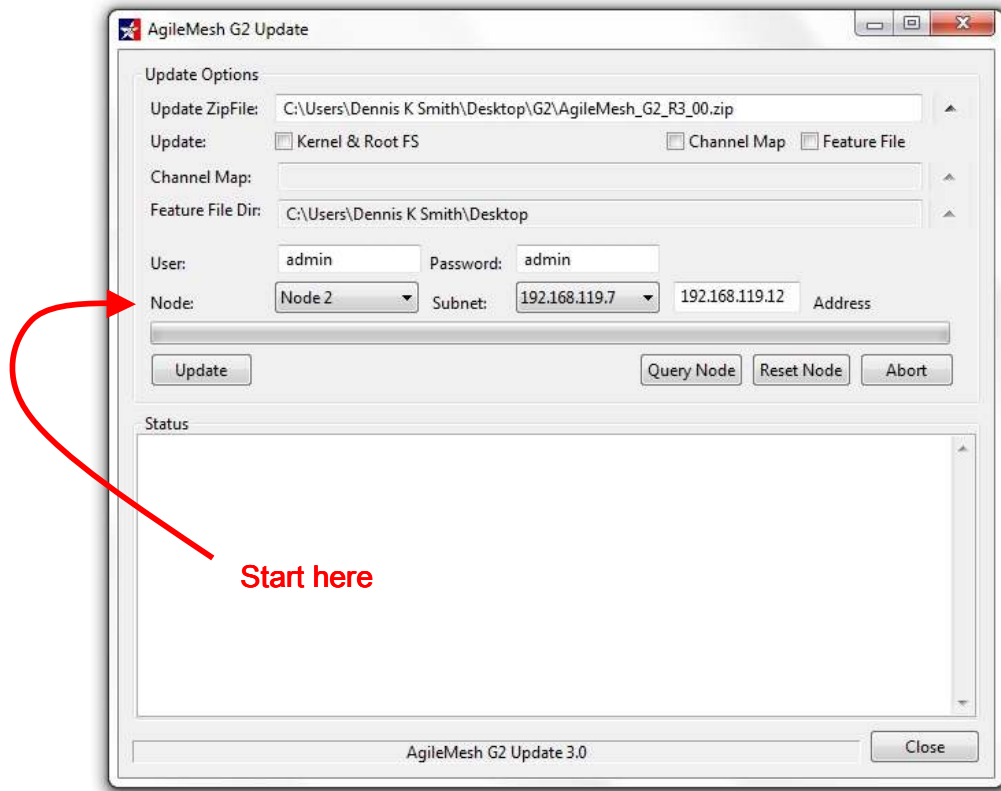 AgileMesh G2 Update
Update Options
Update ZipFile: C:\Users\Dennis K Smith\Desktop\G2\AgileMesh_G2_R3_00.zip
Update: Kernel & Root FS Channel Map Feature File
Channel Map:
Feature File Dir: C:\Users\Dennis K Smith\Desktop
User: admin Password: admin
Node: Node 2 Subnet: 192.168.119.7 192.168.119.12 Address
Update Query Node Reset Node Abort
Status
Start here
AgileMesh G2 Update 3.0 Close